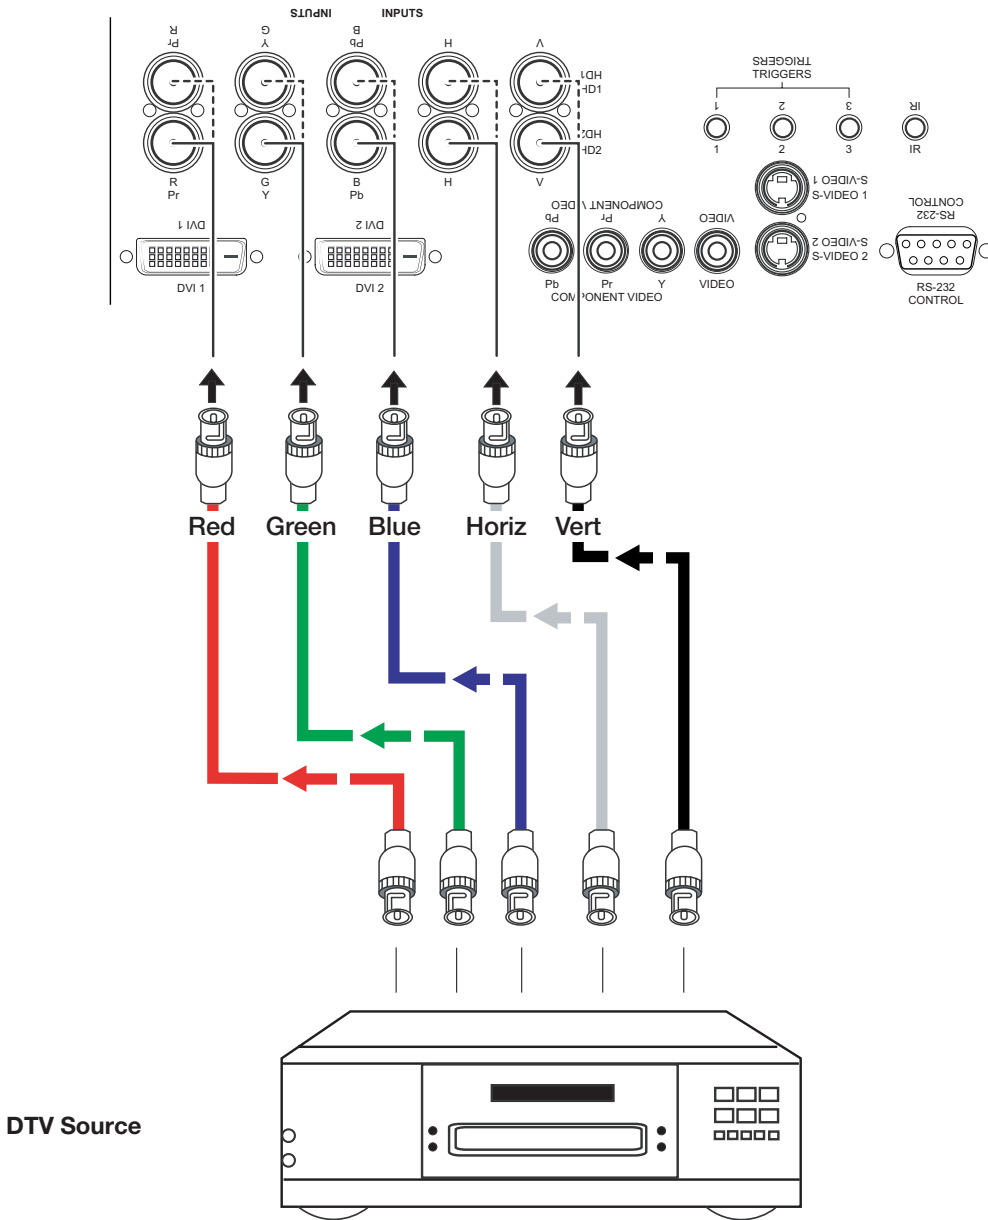 INPUTS INPUTS
R G B
Pr Y Pb H V
HD1
HD1
HD2
HD2
R G B H V
Pr Y Pb
TRIGGERS
TRIGGERS
1 2 3 IR
1 2 3 IR
S-VIDEO 1
S-VIDEO 1
S-VIDEO 2
S-VIDEO 2
RS-232
CONTROL
RS-232
CONTROL
DVI 1 DVI 2
DVI 1 DVI 2
COMPONENT VIDEO
Pb Pr Y VIDEO
Pb Pr Y VIDEO
COMPONENT VIDEO
Red Green Blue Horiz Vert
DTV Source